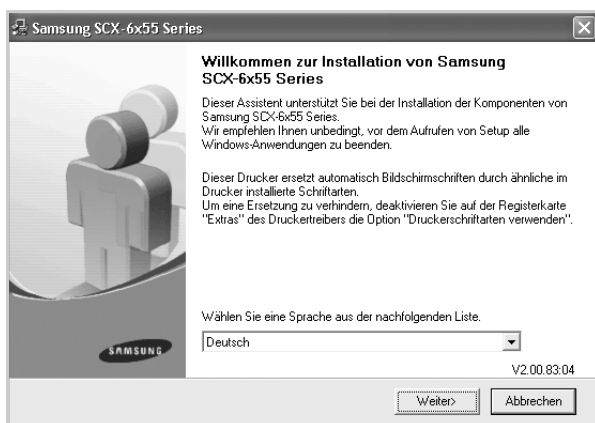 Samsung SCX-6x55 Series
Willkommen zur Installation von Samsung
SCX-6x55 Series
Dieser Assistent unterstützt Sie bei der Installation der Komponenten von
Samsung SCX-6x55 Series.
Wir empfehlen Ihnen unbedingt, vor dem Aufrufen von Setup alle
Windows-Anwendungen zu beenden.
Dieser Drucker ersetzt automatisch Bildschirmschriften durch ähnliche im
Drucker installierte Schriftarten.
Um eine Ersetzung zu verhindern, deaktivieren Sie auf der Registerkarte
"Extras" des Druckertreibers die Option "Druckerschriftarten verwenden".
Wählen Sie eine Sprache aus der nachfolgenden Liste.
Deutsch
SAMSUNG
V2.00.83:04
Weiter>
Abbrechen